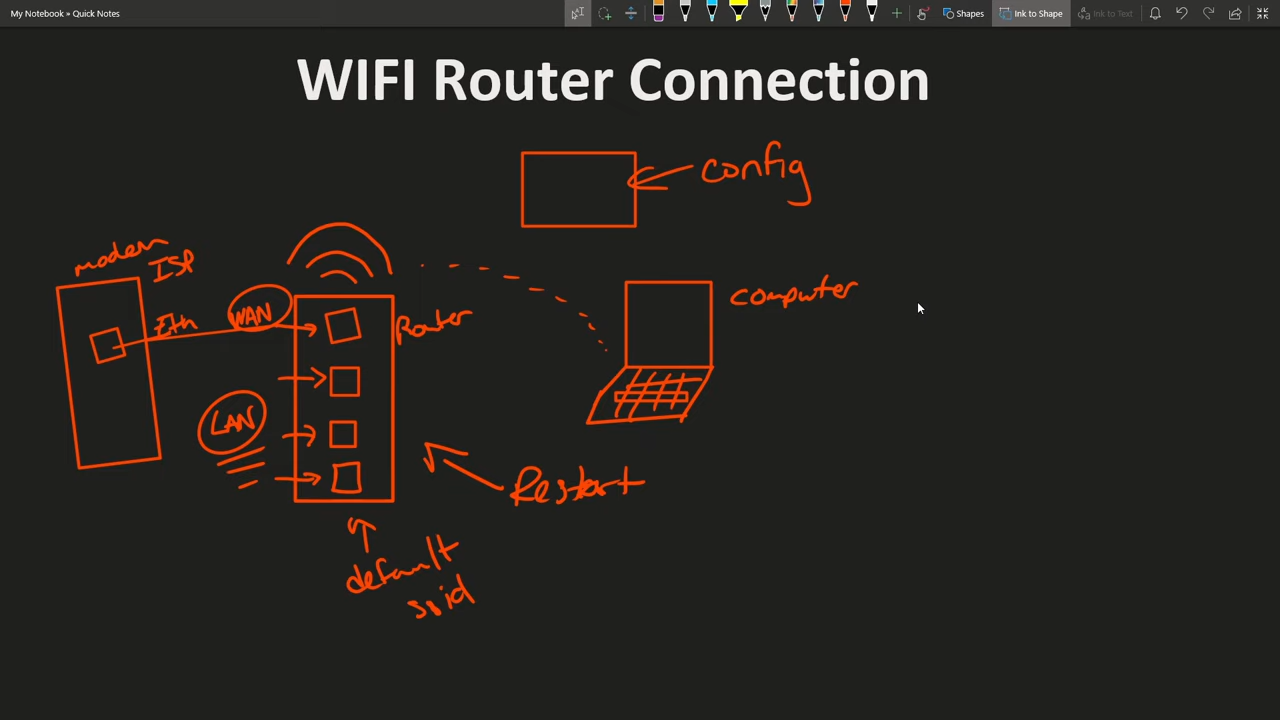 My Notebook » Quick Notes
Shapes
Ink to Shape
Ink to Text
WIFI Router Connection
config
modem
ISP
Eth
WAN
Router
computer
LAN
Restart
default
ssid